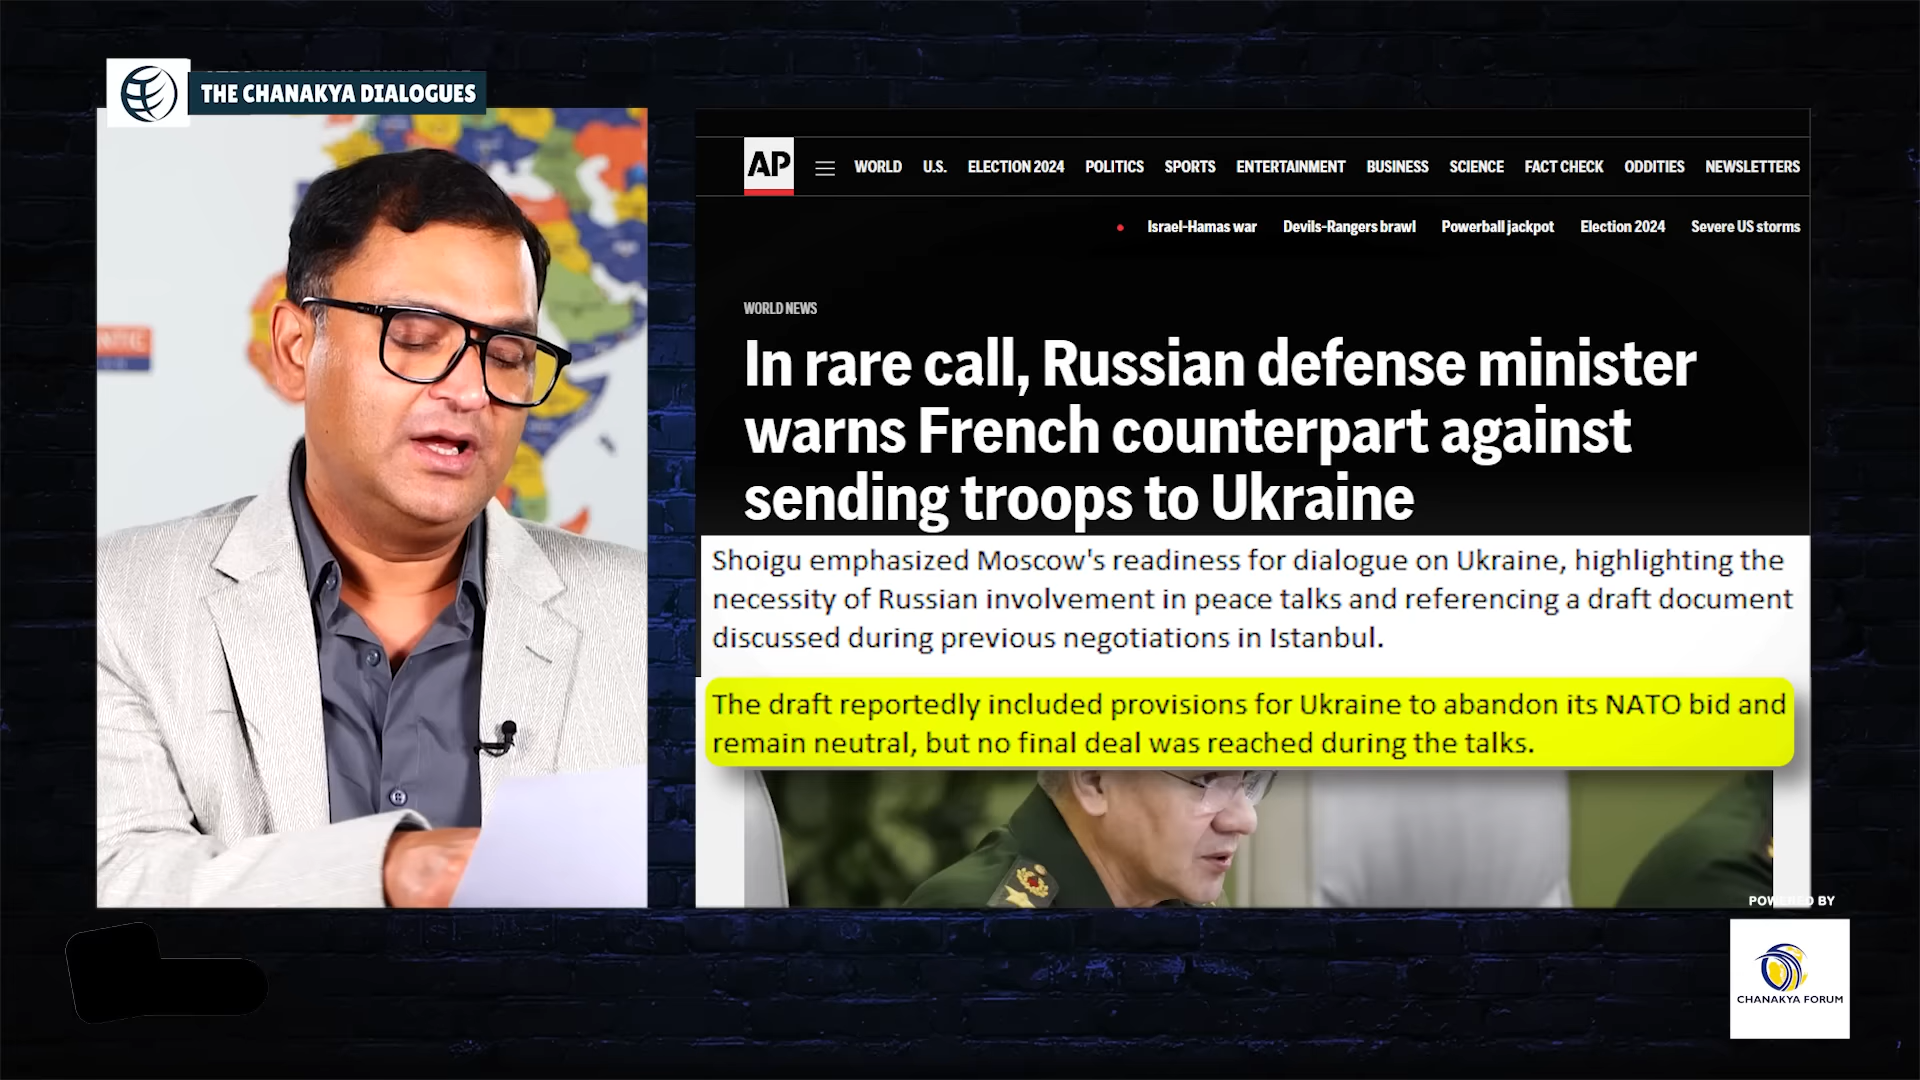 THE CHANAKYA DIALOGUES
AP
WORLD U.S. ELECTION 2024 POLITICS SPORTS ENTERTAINMENT BUSINESS SCIENCE FACT CHECK ODDITIES NEWSLETTERS
Israel-Hamas war Devils-Rangers brawl Powerball jackpot Election 2024 Severe US storms
WORLD NEWS
In rare call, Russian defense minister
warns French counterpart against
sending troops to Ukraine
Shoigu emphasized Moscow's readiness for dialogue on Ukraine, highlighting the
necessity of Russian involvement in peace talks and referencing a draft document
discussed during previous negotiations in Istanbul.
The draft reportedly included provisions for Ukraine to abandon its NATO bid and
remain neutral, but no final deal was reached during the talks.
POWERED BY
CHANAKYA FORUM